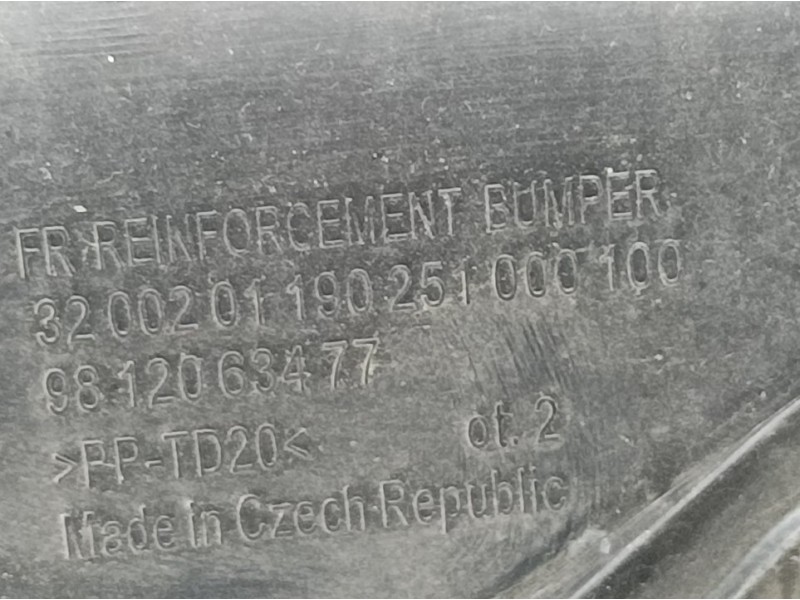 FR REINFORCEMENT BUMPER
32 002 01 190 251 000 100
98 120 634 77
>PP-TD20< ot. 2
Made in Czech Republic